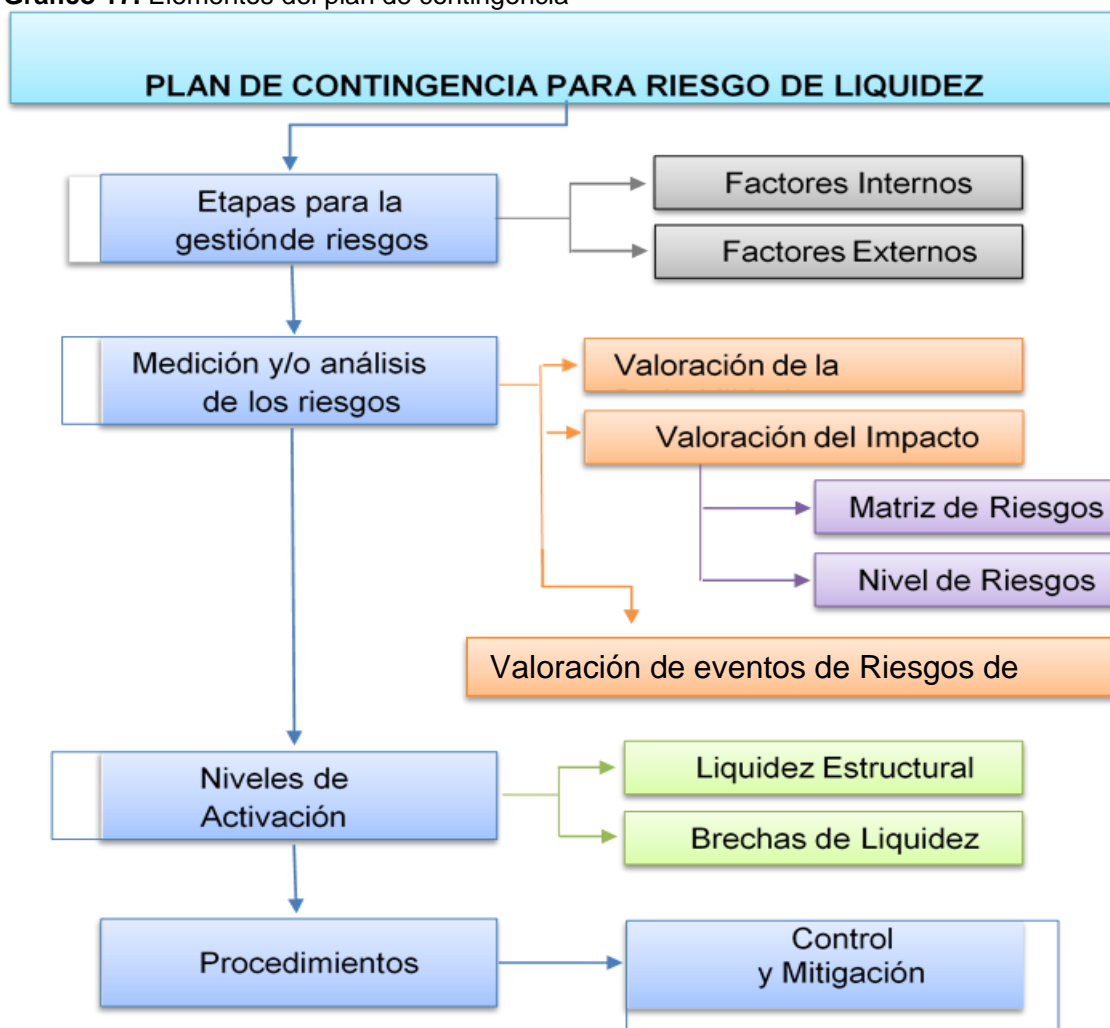 Gráfico 17. Elementos del plan de contingencia
PLAN DE CONTINGENCIA PARA RIESGO DE LIQUIDEZ
Etapas para la
gestiónde riesgos
Factores Internos
Factores Externos
Medición y/o análisis
de los riesgos
Valoración de la
Valoración del Impacto
Matriz de Riesgos
Nivel de Riesgos
Valoración de eventos de Riesgos de
Niveles de
Activación
Liquidez Estructural
Brechas de Liquidez
Procedimientos
Control
y Mitigación